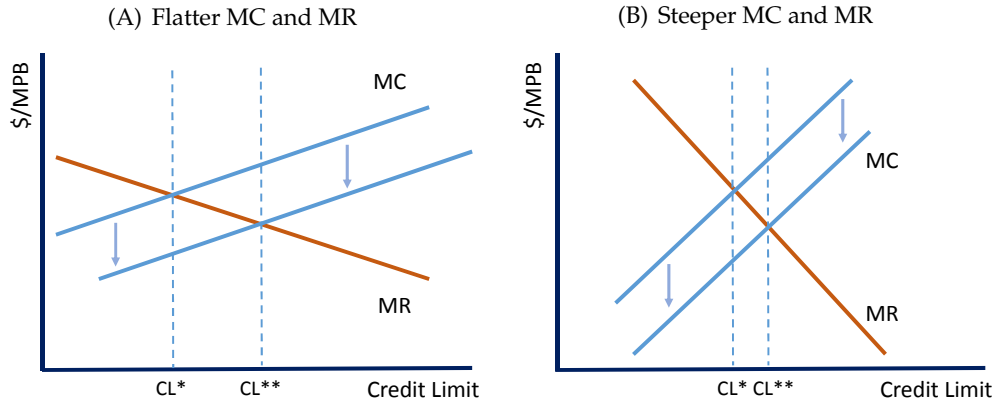 (A) Flatter MC and MR
$/MPB
MC
MR
CL*
CL**
Credit Limit
(B) Steeper MC and MR
$/MPB
MC
MR
CL*
CL**
Credit Limit